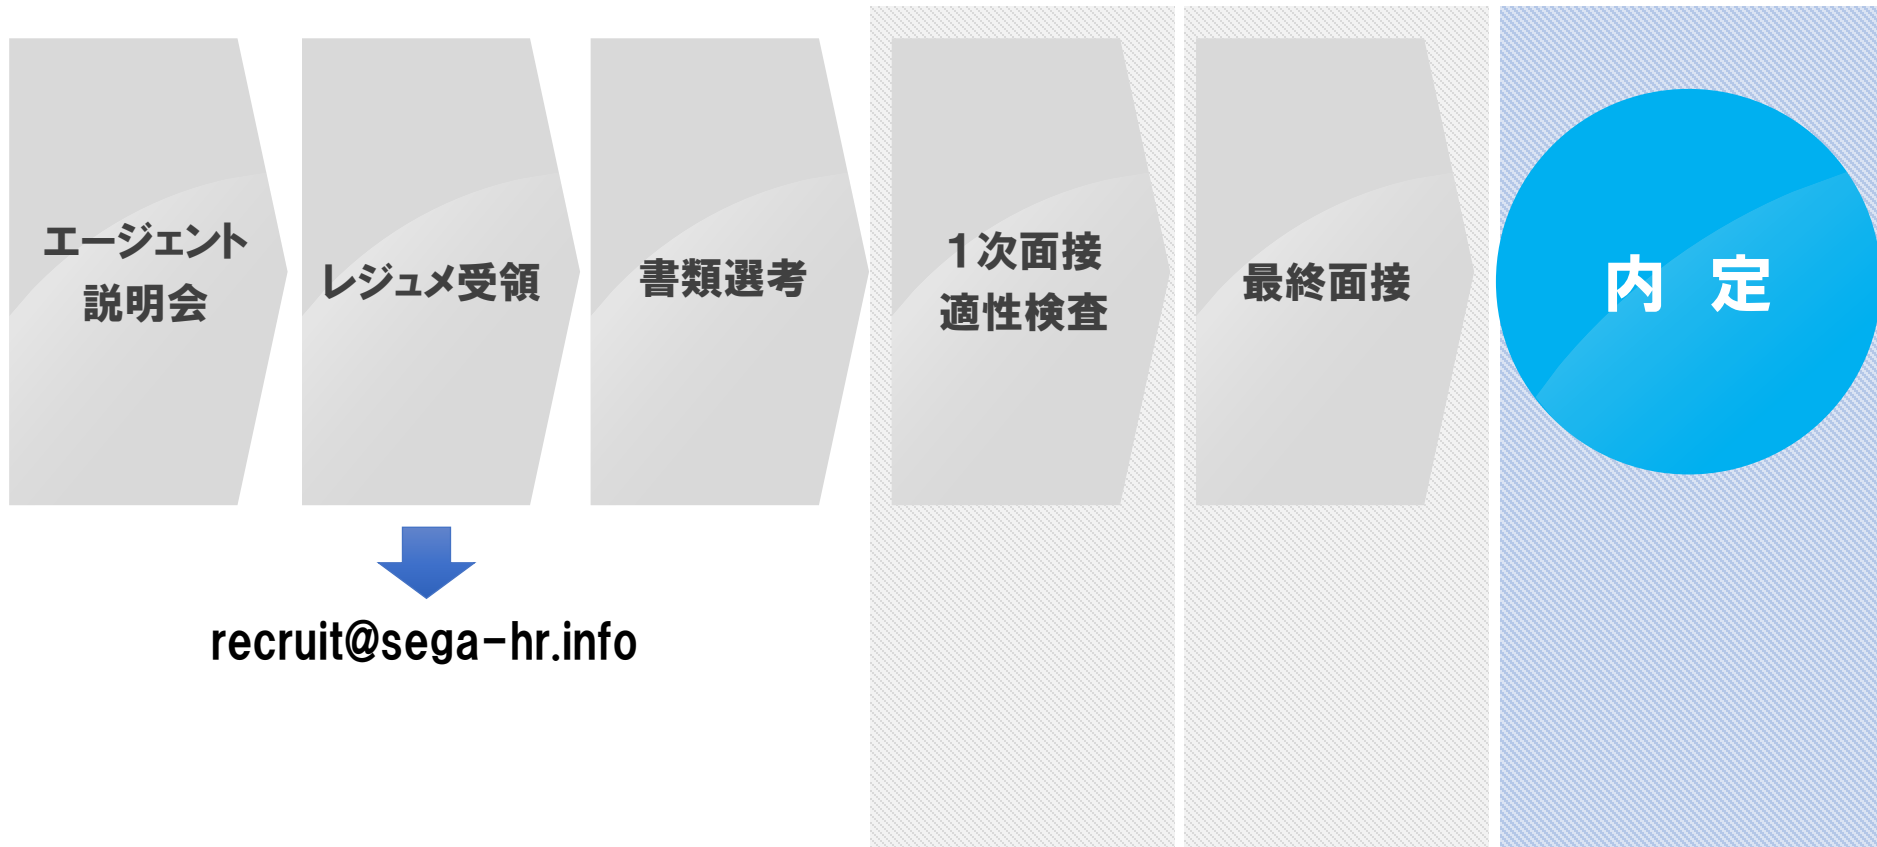 エージェント
説明会
レジュメ受領
書類選考
1次面接
適性検査
最終面接
内 定
recruit@sega-hr.info